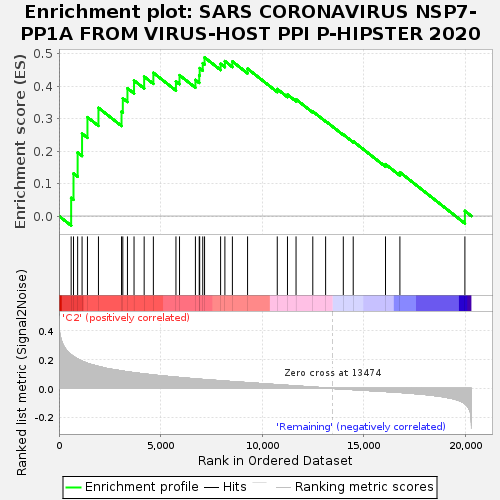 Enrichment plot: SARS CORONAVIRUS NSP7-
PP1A FROM VIRUS-HOST PPI P-HIPSTER 2020
Enrichment score (ES)
0.5
0.4
0.3
0.2
0.1
0.0
'C2' (positively correlated)
Ranked list metric (Signal2Noise)
0.4
0.2
0.0
-0.2
Zero cross at 13474
'Remaining' (negatively correlated)
0
5,000
10,000
15,000
20,000
Rank in Ordered Dataset
Enrichment profile
Hits
Ranking metric scores